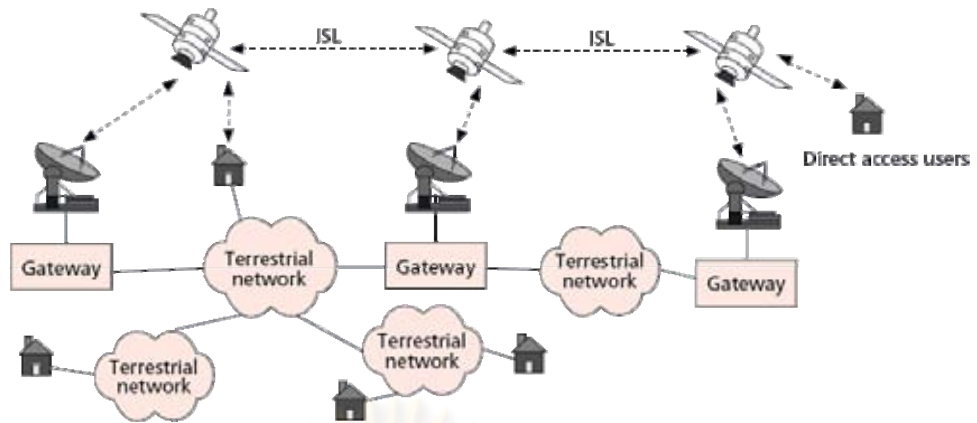 ISL
ISL
Direct access users
Gateway
Terrestrial
network
Gateway
Terrestrial
network
Gateway
Terrestrial
network
Terrestrial
network